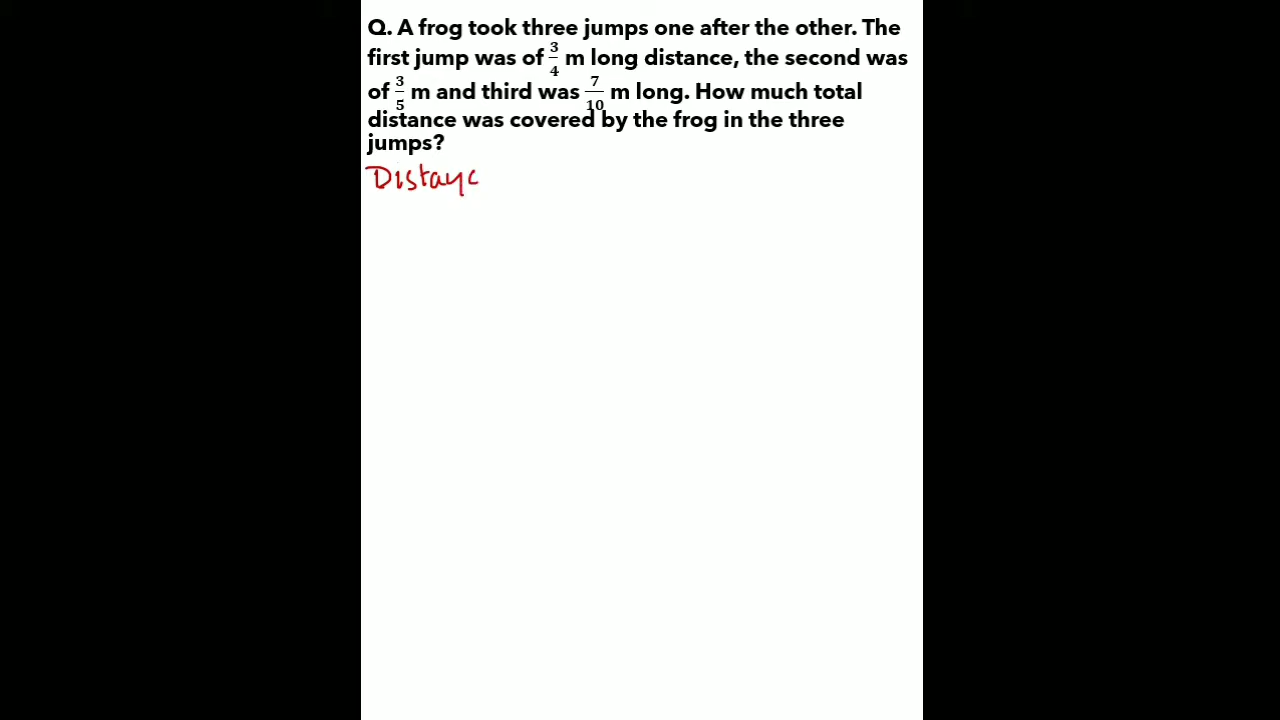 Q. A frog took three jumps one after the other. The
first jump was of 3/4 m long distance, the second was
of 3/5 m and third was 7/10 m long. How much total
distance was covered by the frog in the three
jumps?
Distanc